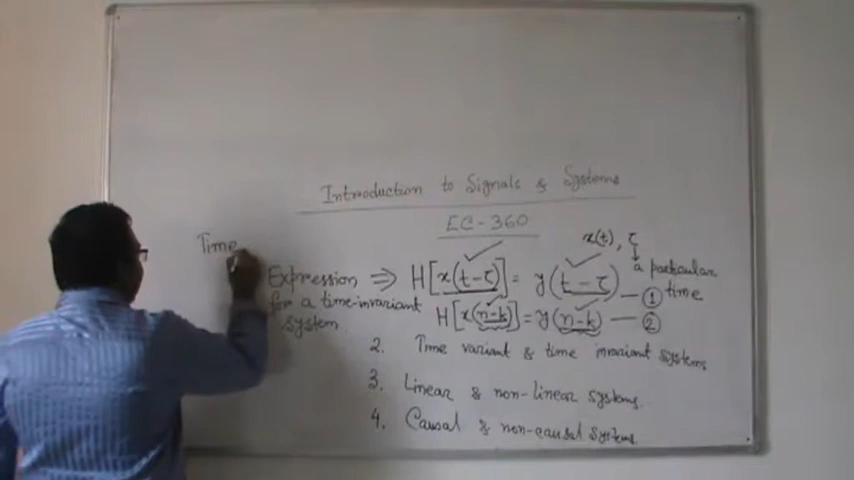 Introduction to Signals & Systems
EC-360
Time
x(t), τ
a particular
time
Expression ⇒ H[x(t-τ)] = y(t-τ) — 1
for a time-invariant
system
H[x(n-k)] = y(n-k) — 2
2. Time variant & time invariant systems
3. Linear & non-linear systems.
4. Causal & non-causal systems